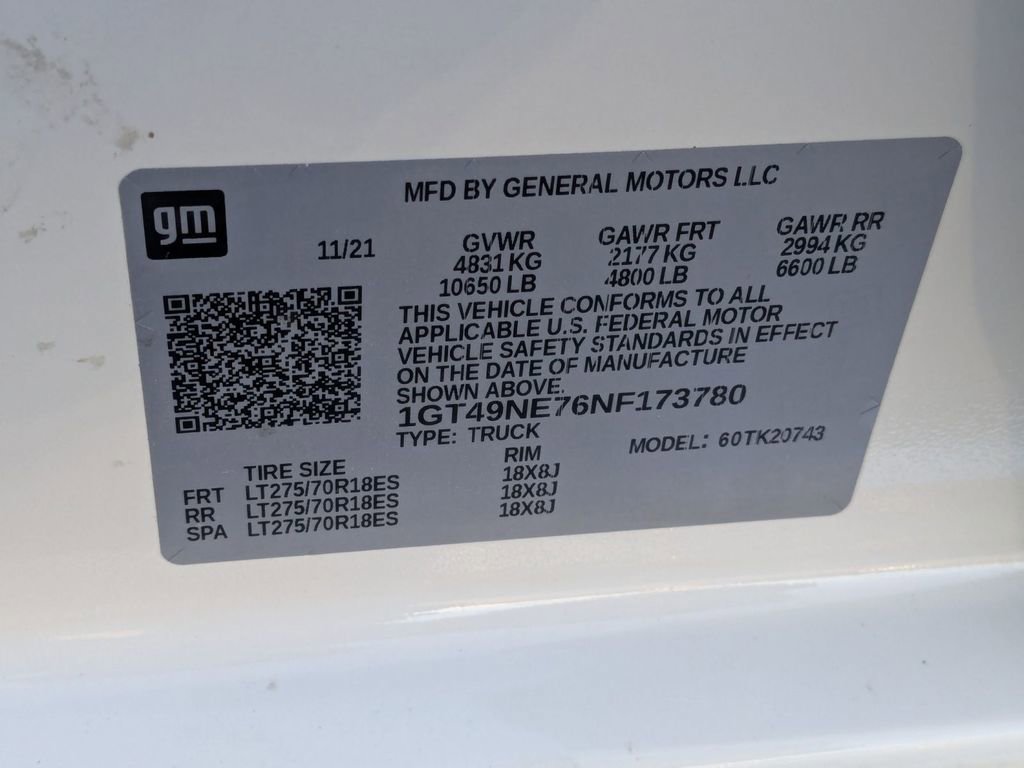 gm
MFD BY GENERAL MOTORS LLC
11/21
GVWR
4831 KG
10650 LB
GAWR FRT
2177 KG
4800 LB
GAWR RR
2994 KG
6600 LB
THIS VEHICLE CONFORMS TO ALL
APPLICABLE U.S. FEDERAL MOTOR
VEHICLE SAFETY STANDARDS IN EFFECT
ON THE DATE OF MANUFACTURE
SHOWN ABOVE.
1GT49NE76NF173780
TYPE: TRUCK
MODEL: 60TK20743
TIRE SIZE RIM
FRT LT275/70R18ES 18X8J
RR LT275/70R18ES 18X8J
SPA LT275/70R18ES 18X8J